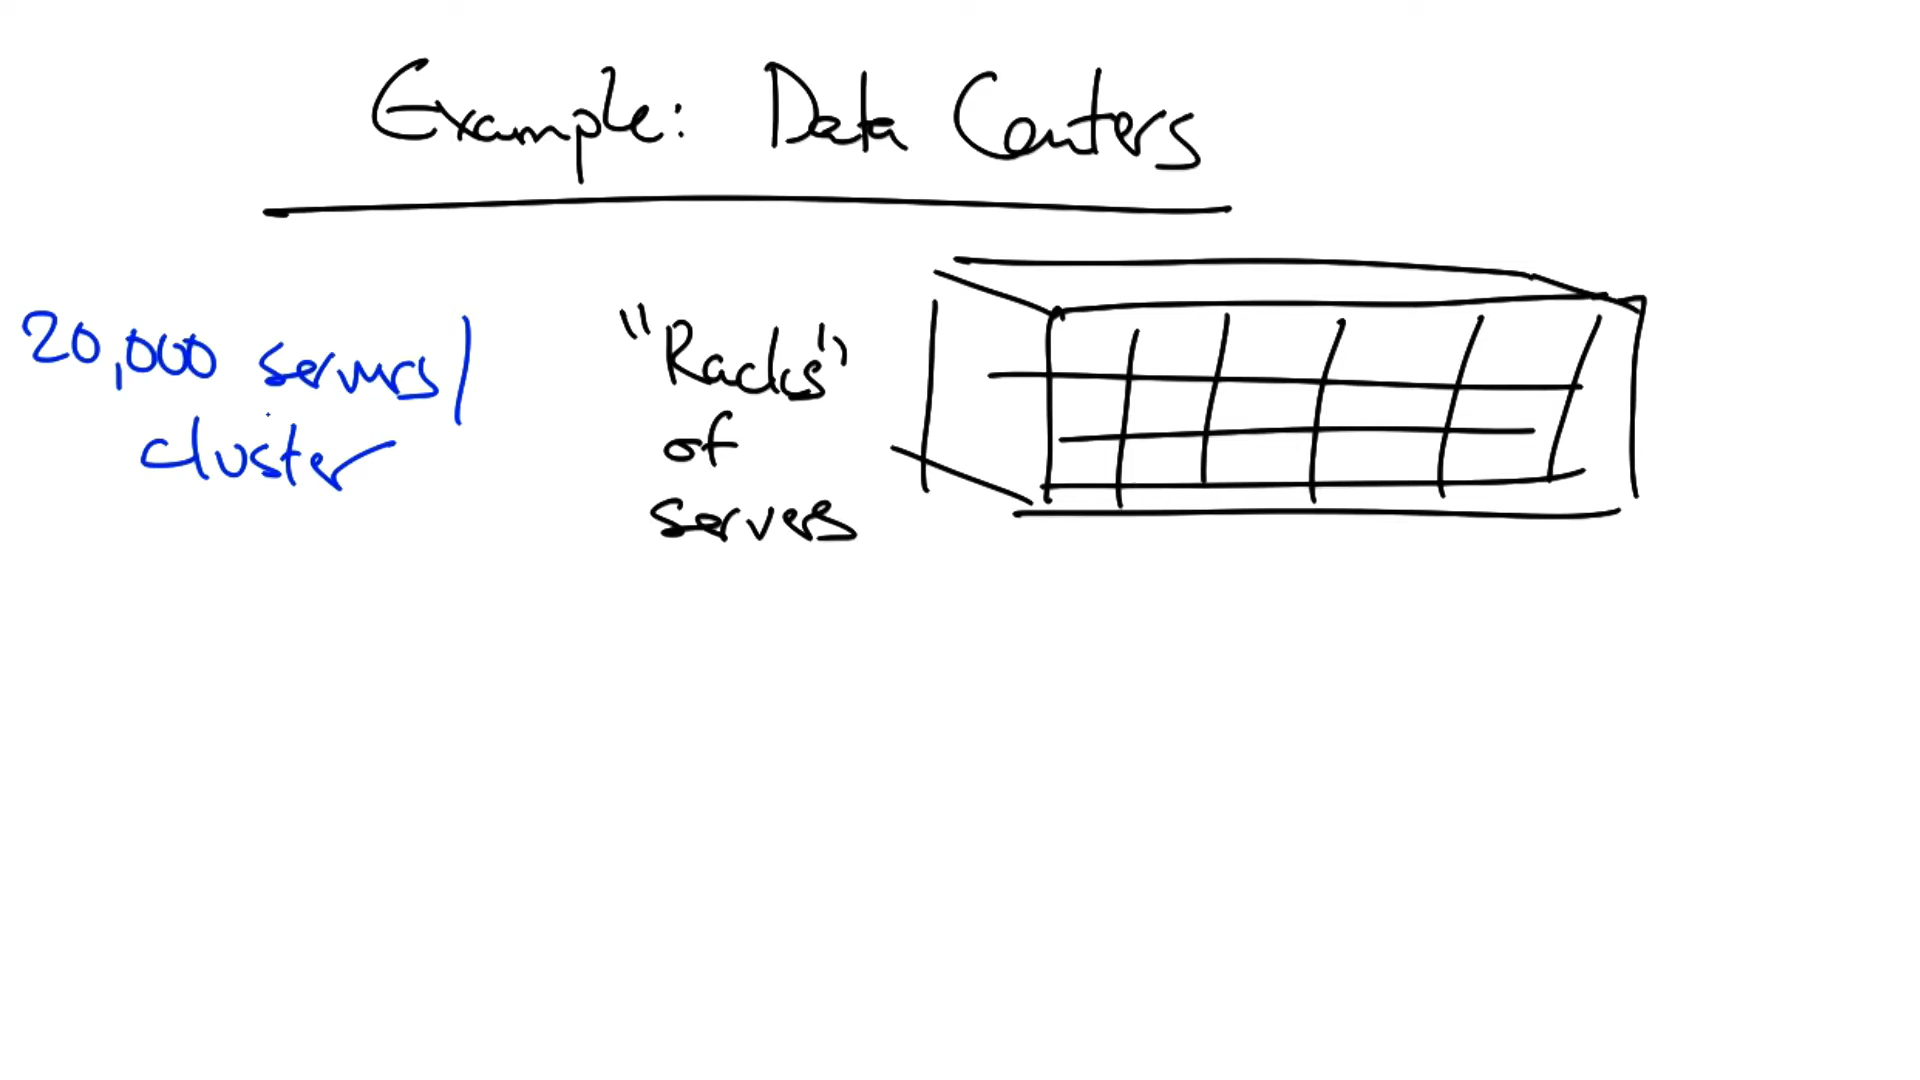 Example: Data Centers
20,000 servers/
cluster
"Racks"
of
servers